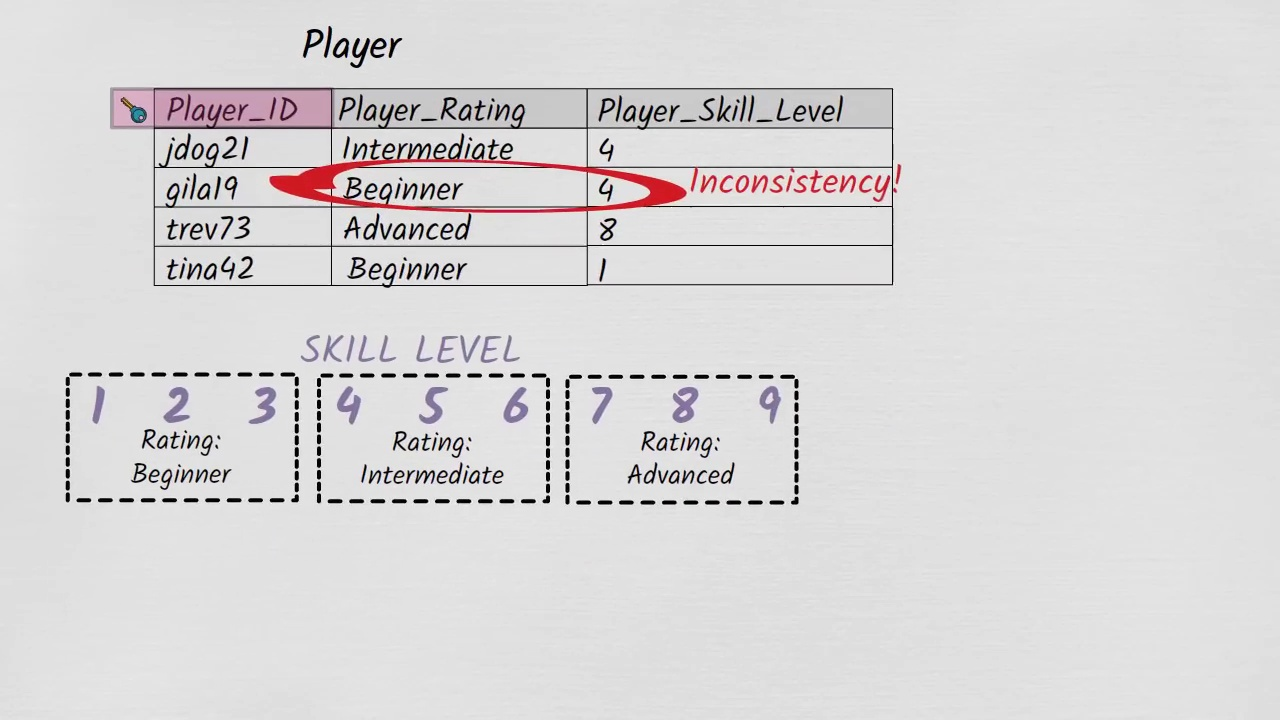 Player
Player_ID Player_Rating Player_Skill_Level
jdog21 Intermediate 4
gila19 Beginner 4 Inconsistency!
trev73 Advanced 8
tina42 Beginner 1
SKILL LEVEL
1 2 3 4 5 6 7 8 9
Rating: Rating: Rating:
Beginner Intermediate Advanced